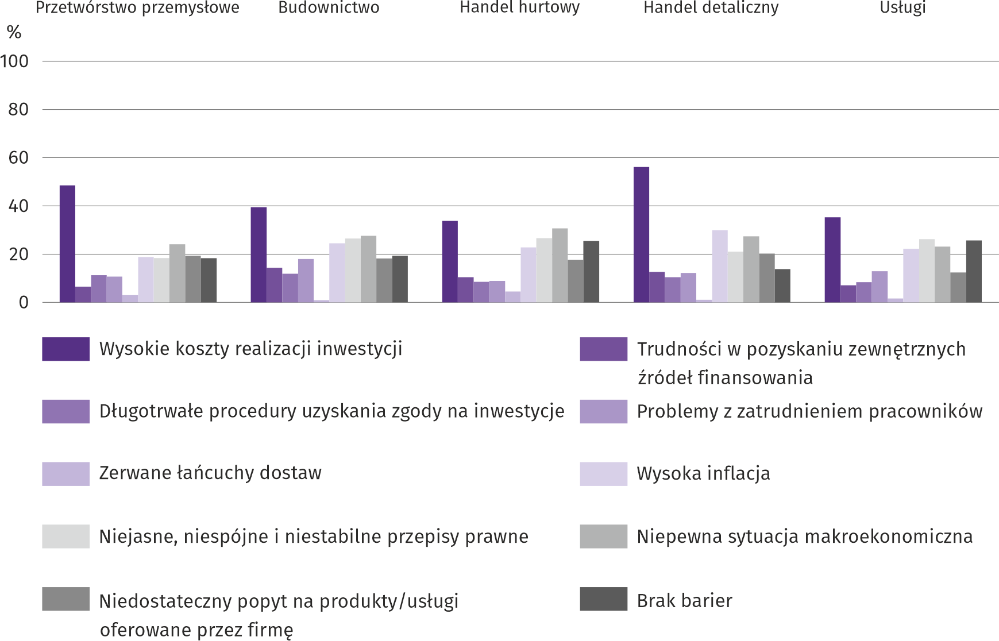 Przetwórstwo przemysłowe Budownictwo Handel hurtowy Handel detaliczny Usługi
%
100
80
60
40
20
0
Wysokie koszty realizacji inwestycji
Trudności w pozyskaniu zewnętrznych
źródeł finansowania
Długotrwałe procedury uzyskania zgody na inwestycje
Problemy z zatrudnieniem pracowników
Zerwane łańcuchy dostaw
Wysoka inflacja
Niejasne, niespójne i niestabilne przepisy prawne
Niepewna sytuacja makroekonomiczna
Niedostateczny popyt na produkty/usługi
oferowane przez firmę
Brak barier